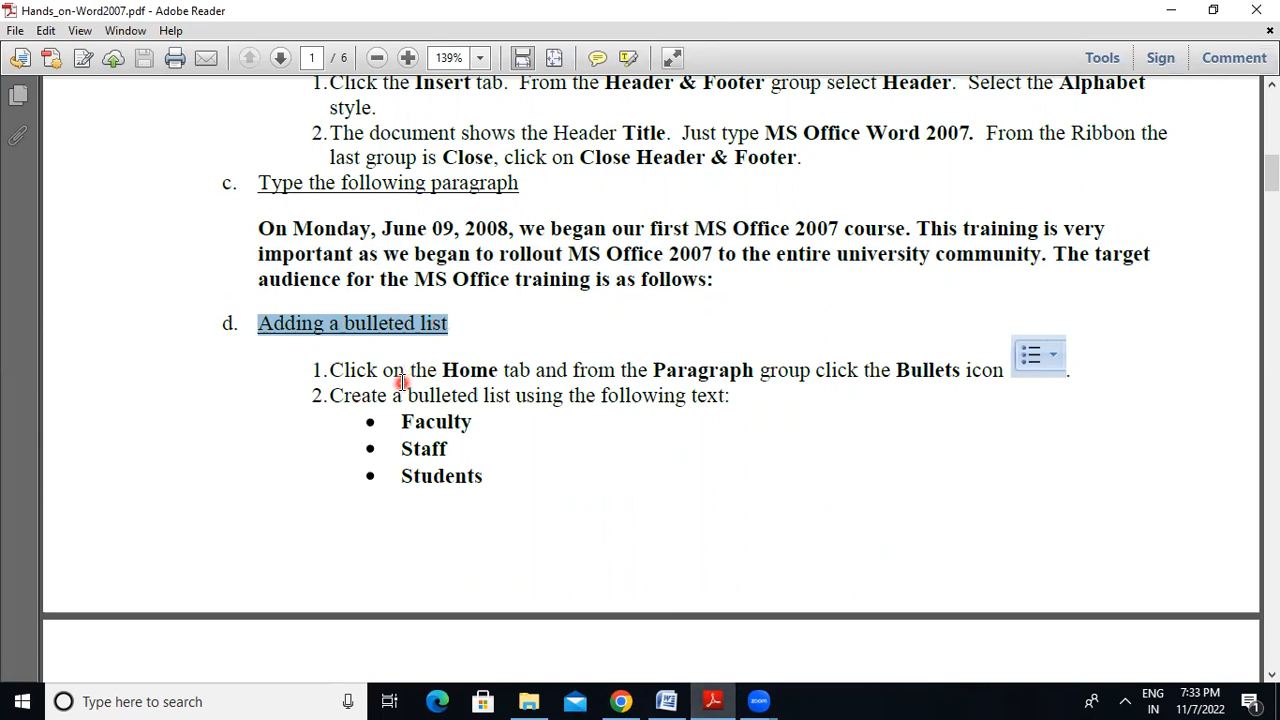 Hands_on-Word2007.pdf - Adobe Reader
File Edit View Window Help
1 / 6 139% Tools Sign Comment
1.Click the Insert tab. From the Header & Footer group select Header. Select the Alphabet
style.
2.The document shows the Header Title. Just type MS Office Word 2007. From the Ribbon the
last group is Close, click on Close Header & Footer.
c. Type the following paragraph
On Monday, June 09, 2008, we began our first MS Office 2007 course. This training is very
important as we began to rollout MS Office 2007 to the entire university community. The target
audience for the MS Office training is as follows:
d. Adding a bulleted list
1.Click on the Home tab and from the Paragraph group click the Bullets icon .
2.Create a bulleted list using the following text:
• Faculty
• Staff
• Students
Type here to search
ENG 7:33 PM
IN 11/7/2022 1